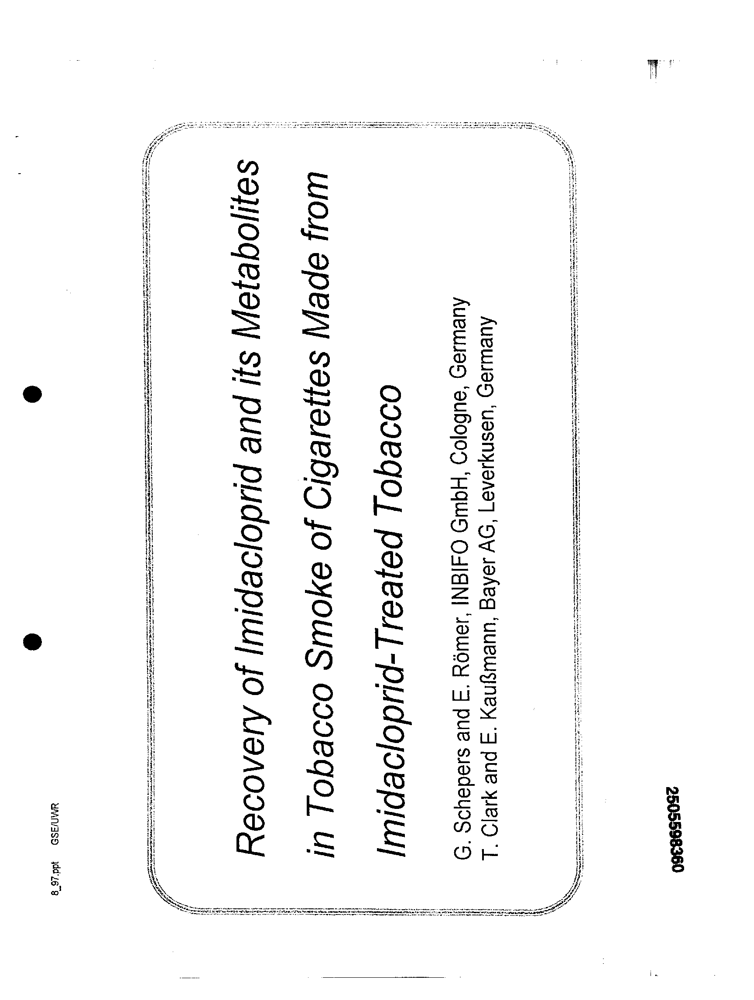 8_97.ppt GSE/UWR
Recovery of Imidacloprid and its Metabolites
in Tobacco Smoke of Cigarettes Made from
Imidacloprid-Treated Tobacco
G. Schepers and E. Römer, INBIFO GmbH, Cologne, Germany
T. Clark and E. Kaußmann, Bayer AG, Leverkusen, Germany
2505598360